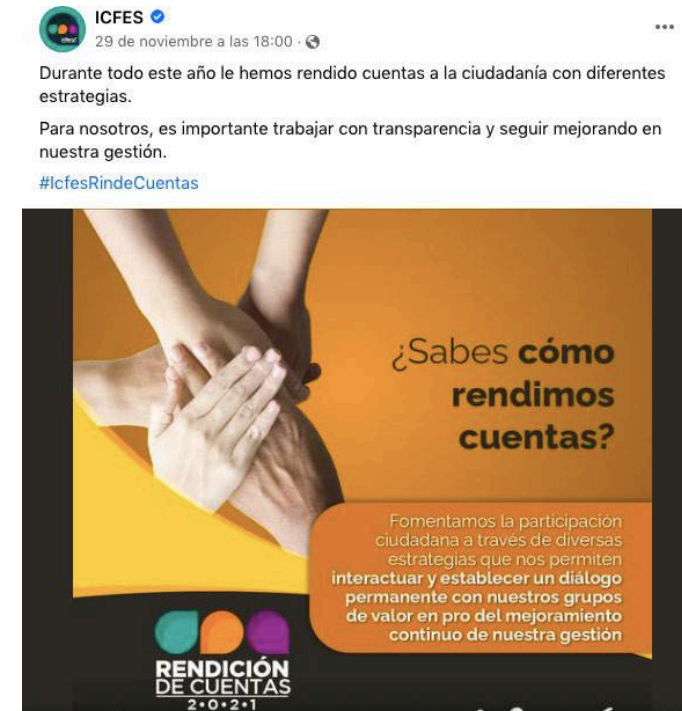 ICFES
29 de noviembre a las 18:00 ·
Durante todo este año le hemos rendido cuentas a la ciudadanía con diferentes
estrategias.
Para nosotros, es importante trabajar con transparencia y seguir mejorando en
nuestra gestión.
#IcfesRindeCuentas
¿Sabes cómo
rendimos
cuentas?
Fomentamos la participación
ciudadana a través de diversas
estrategias que nos permiten
interactuar y establecer un diálogo
permanente con nuestros grupos
de valor en pro del mejoramiento
continuo de nuestra gestión
RENDICIÓN
DE CUENTAS
2•0•2•1